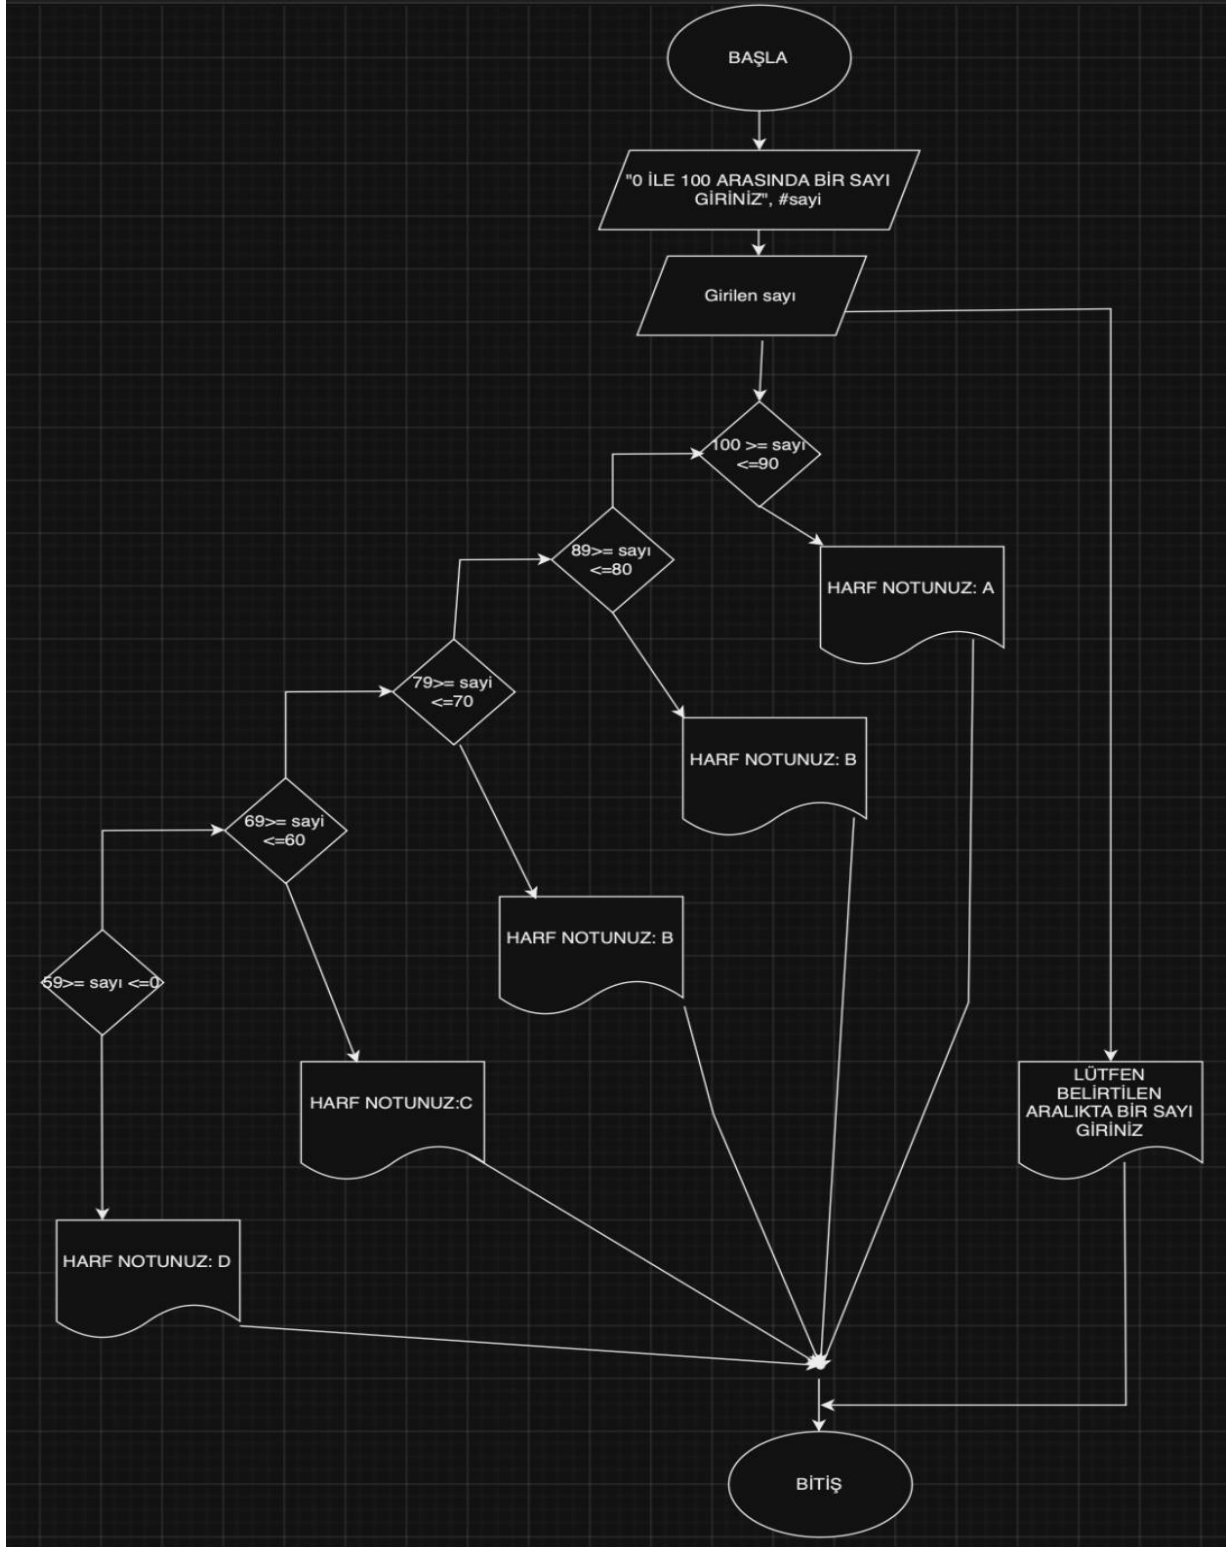 BAŞLA
"0 İLE 100 ARASINDA BİR SAYI
GİRİNİZ", #sayi
Girilen sayı
100 >= sayı
<=90
89>= sayı
<=80
HARF NOTUNUZ: A
79>= sayi
<=70
HARF NOTUNUZ: B
69>= sayi
<=60
HARF NOTUNUZ: B
59>= sayı <=0
HARF NOTUNUZ:C
LÜTFEN
BELİRTİLEN
ARALIKTA BİR SAYI
GİRİNİZ
HARF NOTUNUZ: D
BİTİŞ